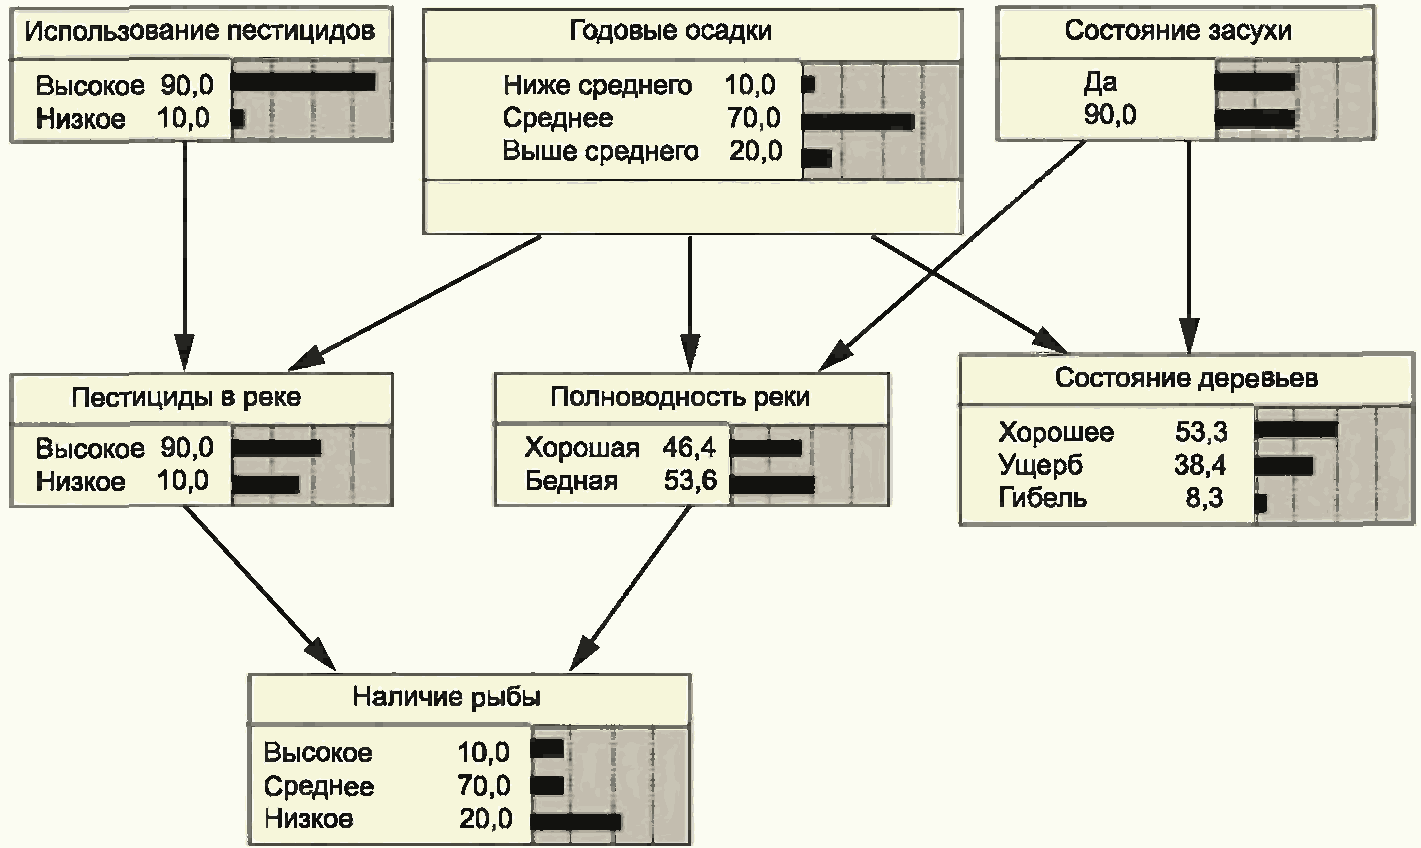 Использование пестицидов
Высокое 90,0
Низкое 10,0
Годовые осадки
Ниже среднего 10,0
Среднее 70,0
Выше среднего 20,0
Состояние засухи
Да
90,0
Пестициды в реке
Высокое 90,0
Низкое 10,0
Полноводность реки
Хорошая 46,4
Бедная 53,6
Состояние деревьев
Хорошее 53,3
Ущерб 38,4
Гибель 8,3
Наличие рыбы
Высокое 10,0
Среднее 70,0
Низкое 20,0